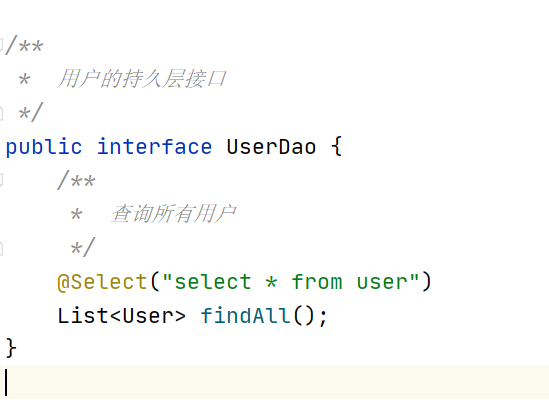 /**
 *  用户的持久层接口
 */
public interface UserDao {
    /**
     *  查询所有用户
     */
    @Select("select * from user")
    List<User> findAll();
}